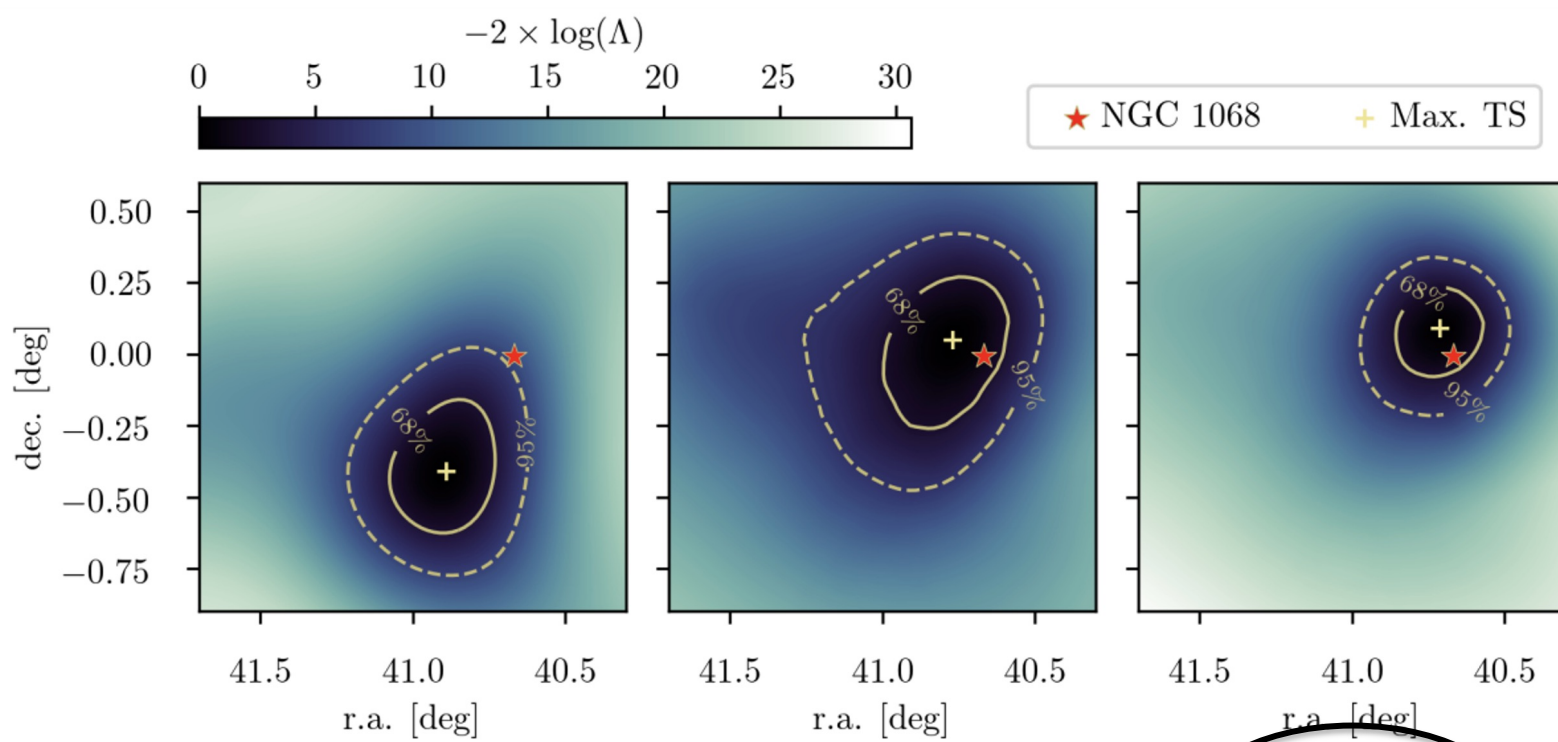 −2 × log(Λ)
0 5 10 15 20 25 30
NGC 1068 Max. TS
dec. [deg]
0.50
0.25
0.00
−0.25
−0.50
−0.75
68%
95%
68%
95%
68%
95%
41.5 41.0 40.5
41.5 41.0 40.5
41.5 41.0 40.5
r.a. [deg]
r.a. [deg]
r.a. [deg]